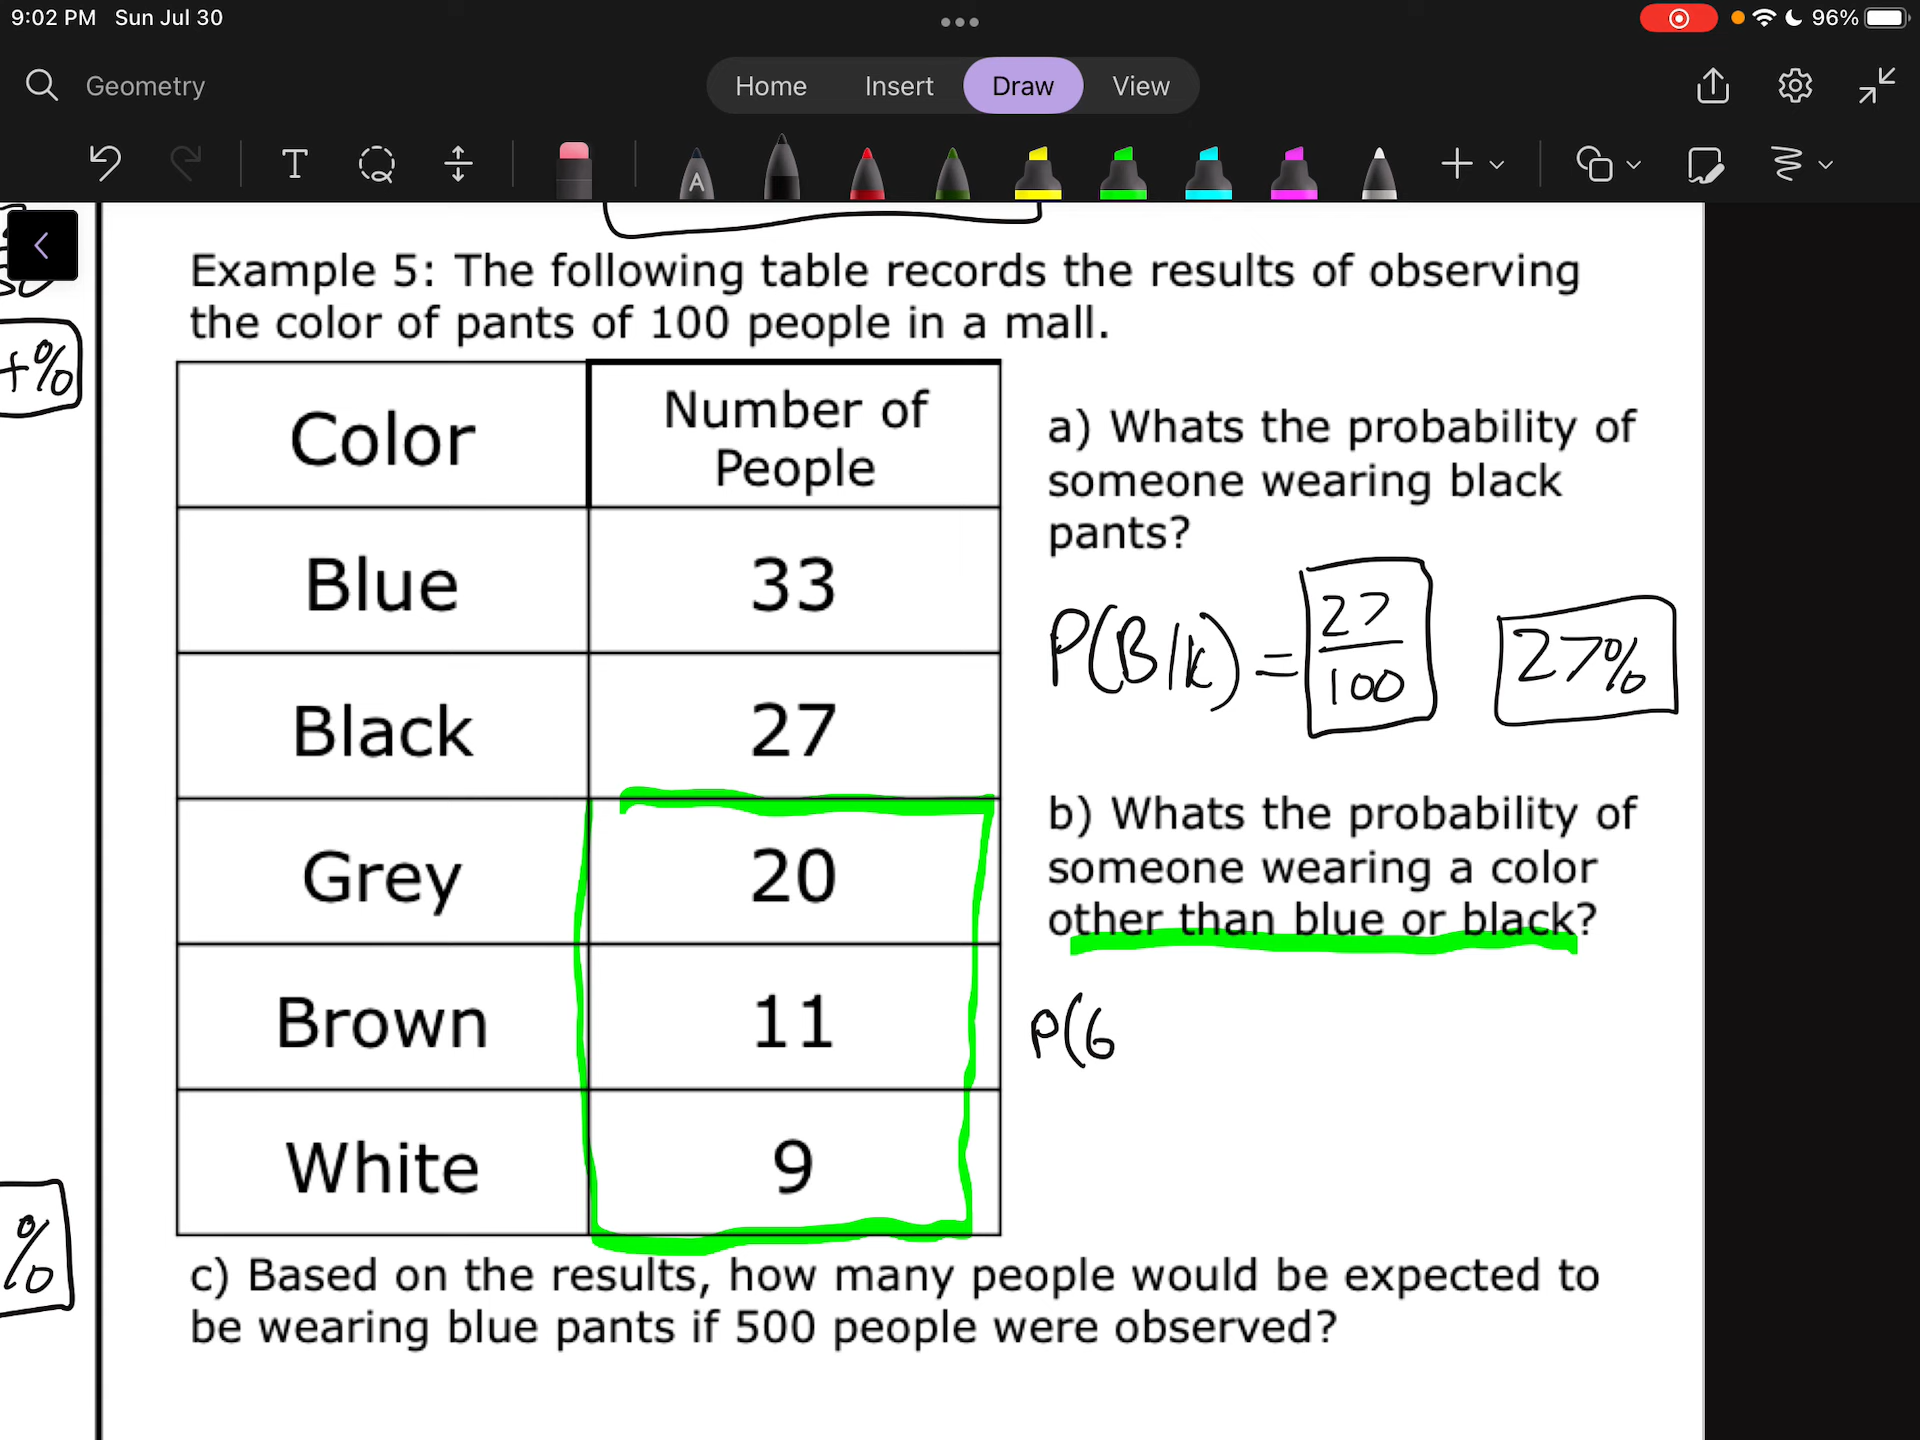 9:02 PM Sun Jul 30
96%
Geometry
Home Insert Draw View
T
A
Example 5: The following table records the results of observing
the color of pants of 100 people in a mall.
+%
Color
Number of
People
Blue 33
Black 27
Grey 20
Brown 11
White 9
a) Whats the probability of
someone wearing black
pants?
P(Blk) = 27/100 27%
b) Whats the probability of
someone wearing a color
other than blue or black?
P(G
%
c) Based on the results, how many people would be expected to
be wearing blue pants if 500 people were observed?